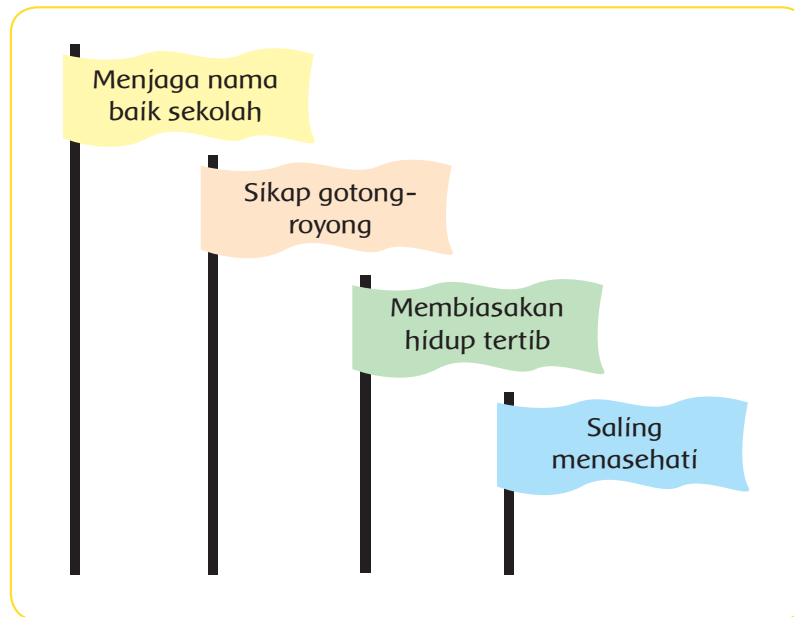 Menjaga nama
baik sekolah
Sikap gotong-
royong
Membiasakan
hidup tertib
Saling
menasehati